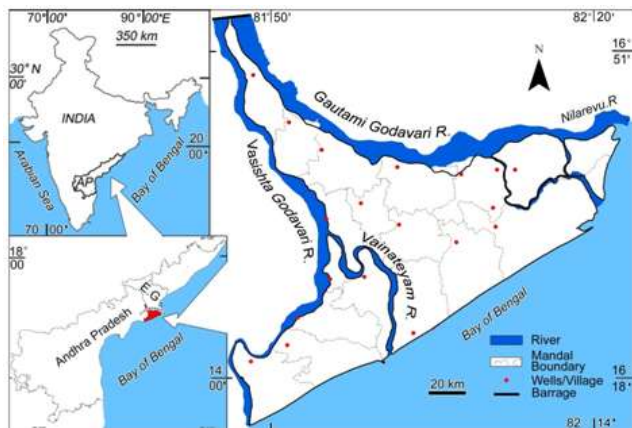 70° 00'
90° 00'E
350 km
30° N
00'
INDIA
20
00'
AP
Arabian Sea
Bay of Bengal
70 00'
18°
00'
E G
Andhra Pradesh
Bay of Bengal
14
00'
81°50'
82 °20'
16°
51'
N
Gautami Godavari R.
Nilarevu.R
Vasishta Godavari R.
Vainateyam R.
Bay of Bengal
River
Mandal
Boundary
Wells/Village
Barrage
20 km
16
18'
82 °14'